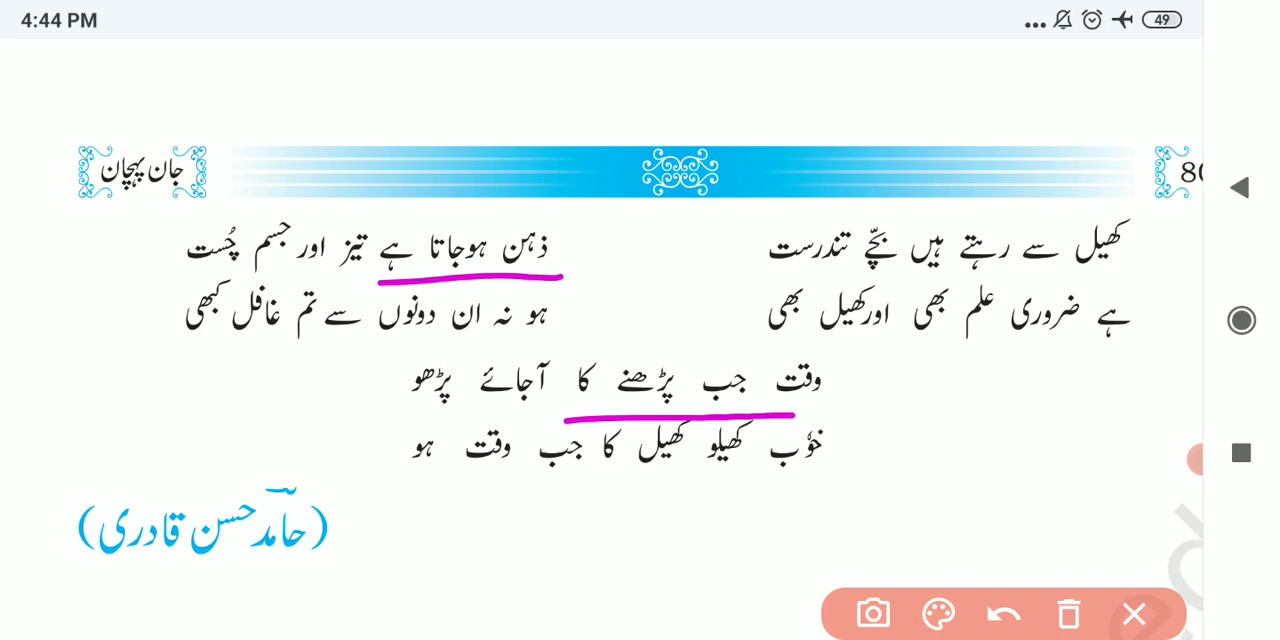 4:44 PM
49
80 جان پہچان
کھیل سے رہتے ہیں بچّے تندرست ذہن ہوجاتا ہے تیز اور جسم چُست
ہے ضروری علم بھی اورکھیل بھی ہو نہ ان دونوں سے تم غافل کبھی
وقت جب پڑھنے کا آجائے پڑھو
خوٗب کھیلو کھیل کا جب وقت ہو
(حامد حسن قادری)